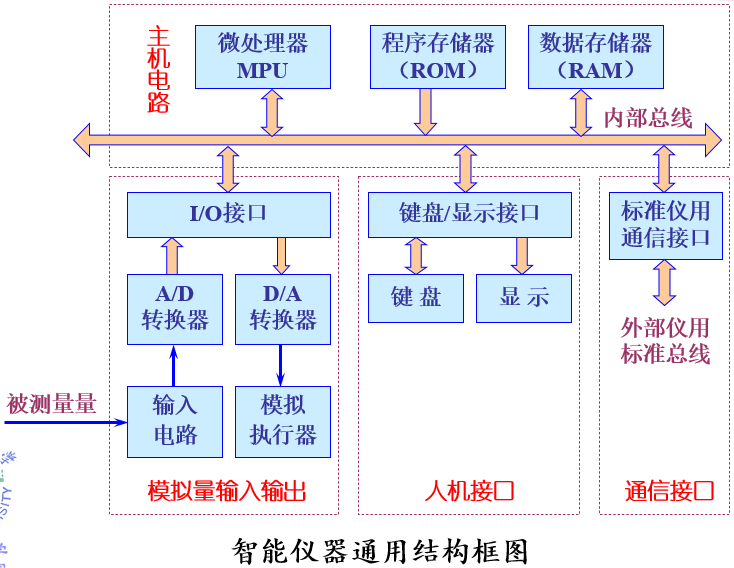 主机电路
微处理器
MPU
程序存储器
（ROM）
数据存储器
（RAM）
内部总线
I/O接口
键盘/显示接口
标准仪用
通信接口
A/D
转换器
D/A
转换器
键 盘
显 示
外部仪用
标准总线
被测量量
输入
电路
模拟
执行器
模拟量输入输出
人机接口
通信接口
智能仪器通用结构框图